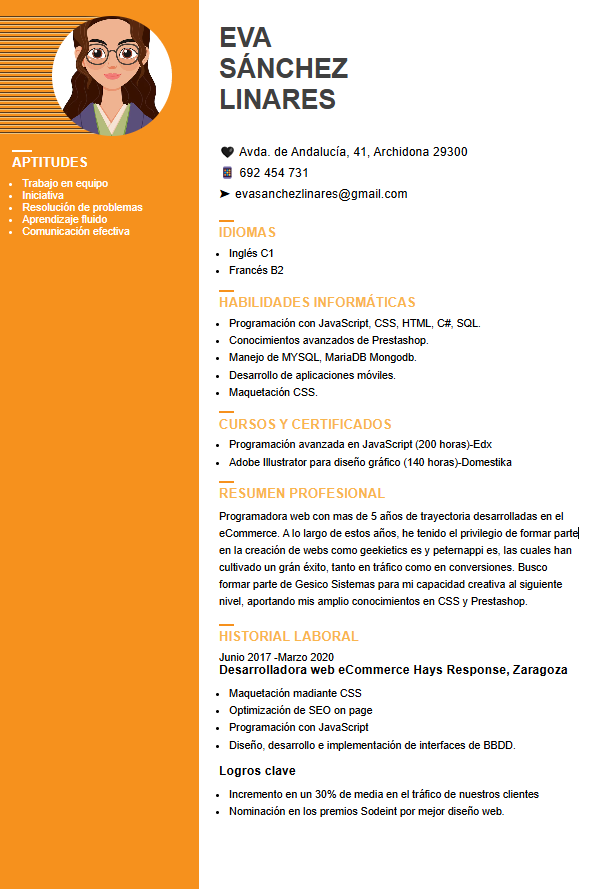 EVA
SÁNCHEZ
LINARES
Avda. de Andalucía, 41, Archidona 29300
692 454 731
evasanchezlinares@gmail.com
APTITUDES
Trabajo en equipo
Iniciativa
Resolución de problemas
Aprendizaje fluido
Comunicación efectiva
IDIOMAS
Inglés C1
Francés B2
HABILIDADES INFORMÁTICAS
Programación con JavaScript, CSS, HTML, C#, SQL.
Conocimientos avanzados de Prestashop.
Manejo de MYSQL, MariaDB Mongodb.
Desarrollo de aplicaciones móviles.
Maquetación CSS.
CURSOS Y CERTIFICADOS
Programación avanzada en JavaScript (200 horas)-Edx
Adobe Illustrator para diseño gráfico (140 horas)-Domestika
RESUMEN PROFESIONAL
Programadora web con mas de 5 años de trayectoria desarrolladas en el
eCommerce. A lo largo de estos años, he tenido el privilegio de formar parte
en la creación de webs como geekietics es y peternappi es, las cuales han
cultivado un grán éxito, tanto en tráfico como en conversiones. Busco
formar parte de Gesico Sistemas para mi capacidad creativa al siguiente
nivel, aportando mis amplio conocimientos en CSS y Prestashop.
HISTORIAL LABORAL
Junio 2017 -Marzo 2020
Desarrolladora web eCommerce Hays Response, Zaragoza
Maquetación madiante CSS
Optimización de SEO on page
Programación con JavaScript
Diseño, desarrollo e implementación de interfaces de BBDD.
Logros clave
Incremento en un 30% de media en el tráfico de nuestros clientes
Nominación en los premios Sodeint por mejor diseño web.